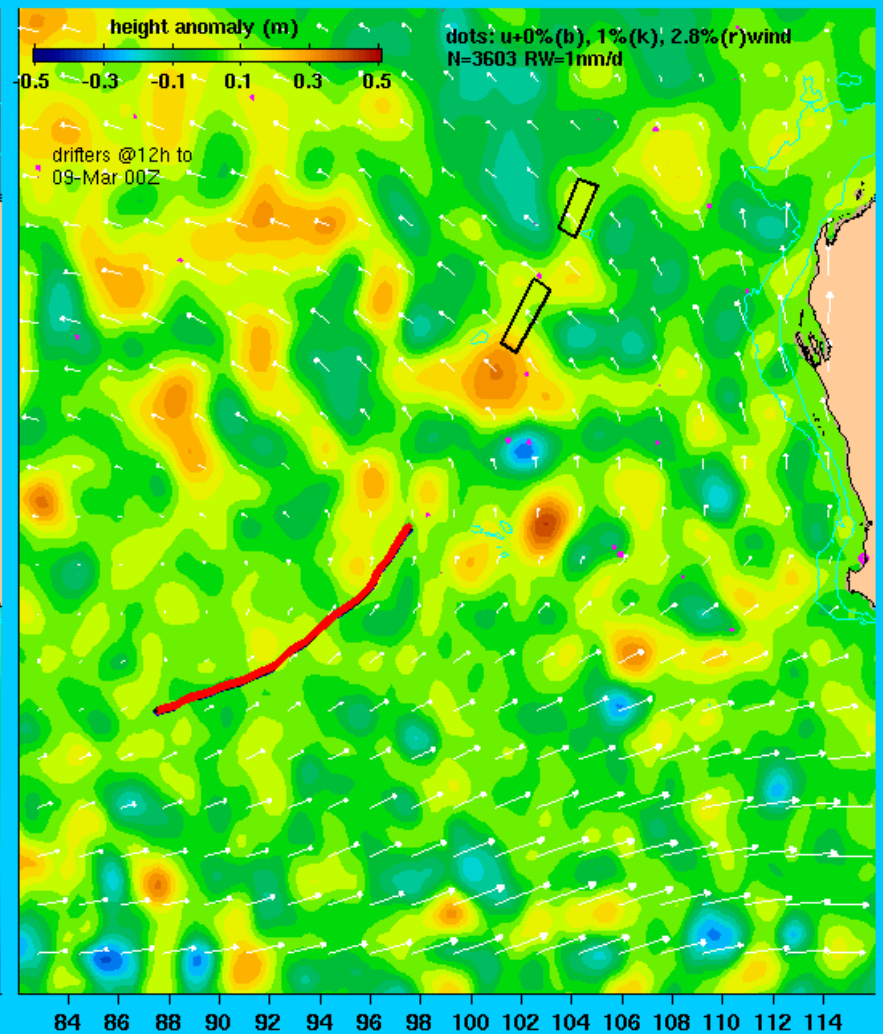 height anomaly (m)
-0.5 -0.3 -0.1 0.1 0.3 0.5
dots: u+0%(b), 1%(k), 2.8%(r)wind
N=3603 RW=1nm/d
drifters @12h to
09-Mar 00Z
84 86 88 90 92 94 96 98 100 102 104 106 108 110 112 114